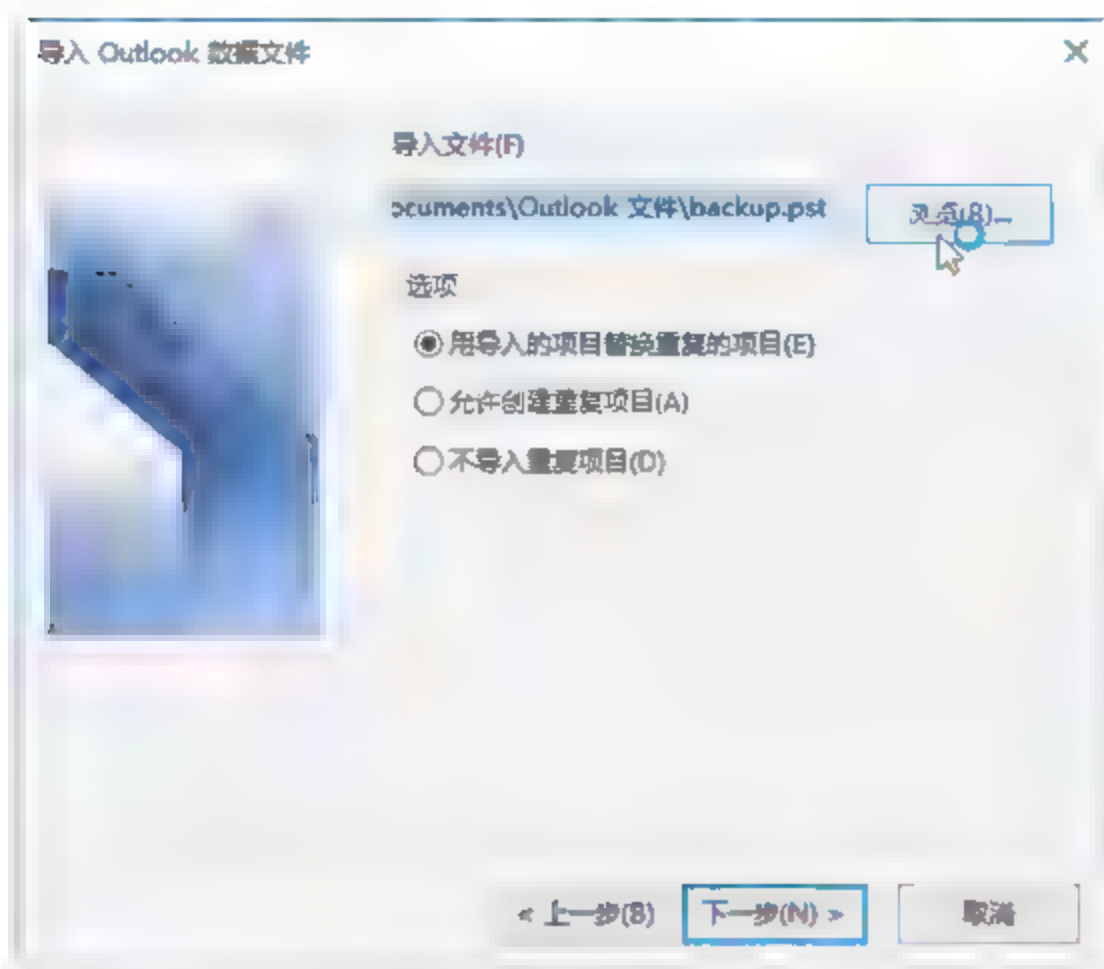 导入 Outlook 数据文件
导入文件(F)
ocuments\Outlook 文件\backup.pst
浏览(R)...
选项
用导入的项目替换重复的项目(E)
允许创建重复项目(A)
不导入重复项目(D)
< 上一步(B)
下一步(N) >
取消